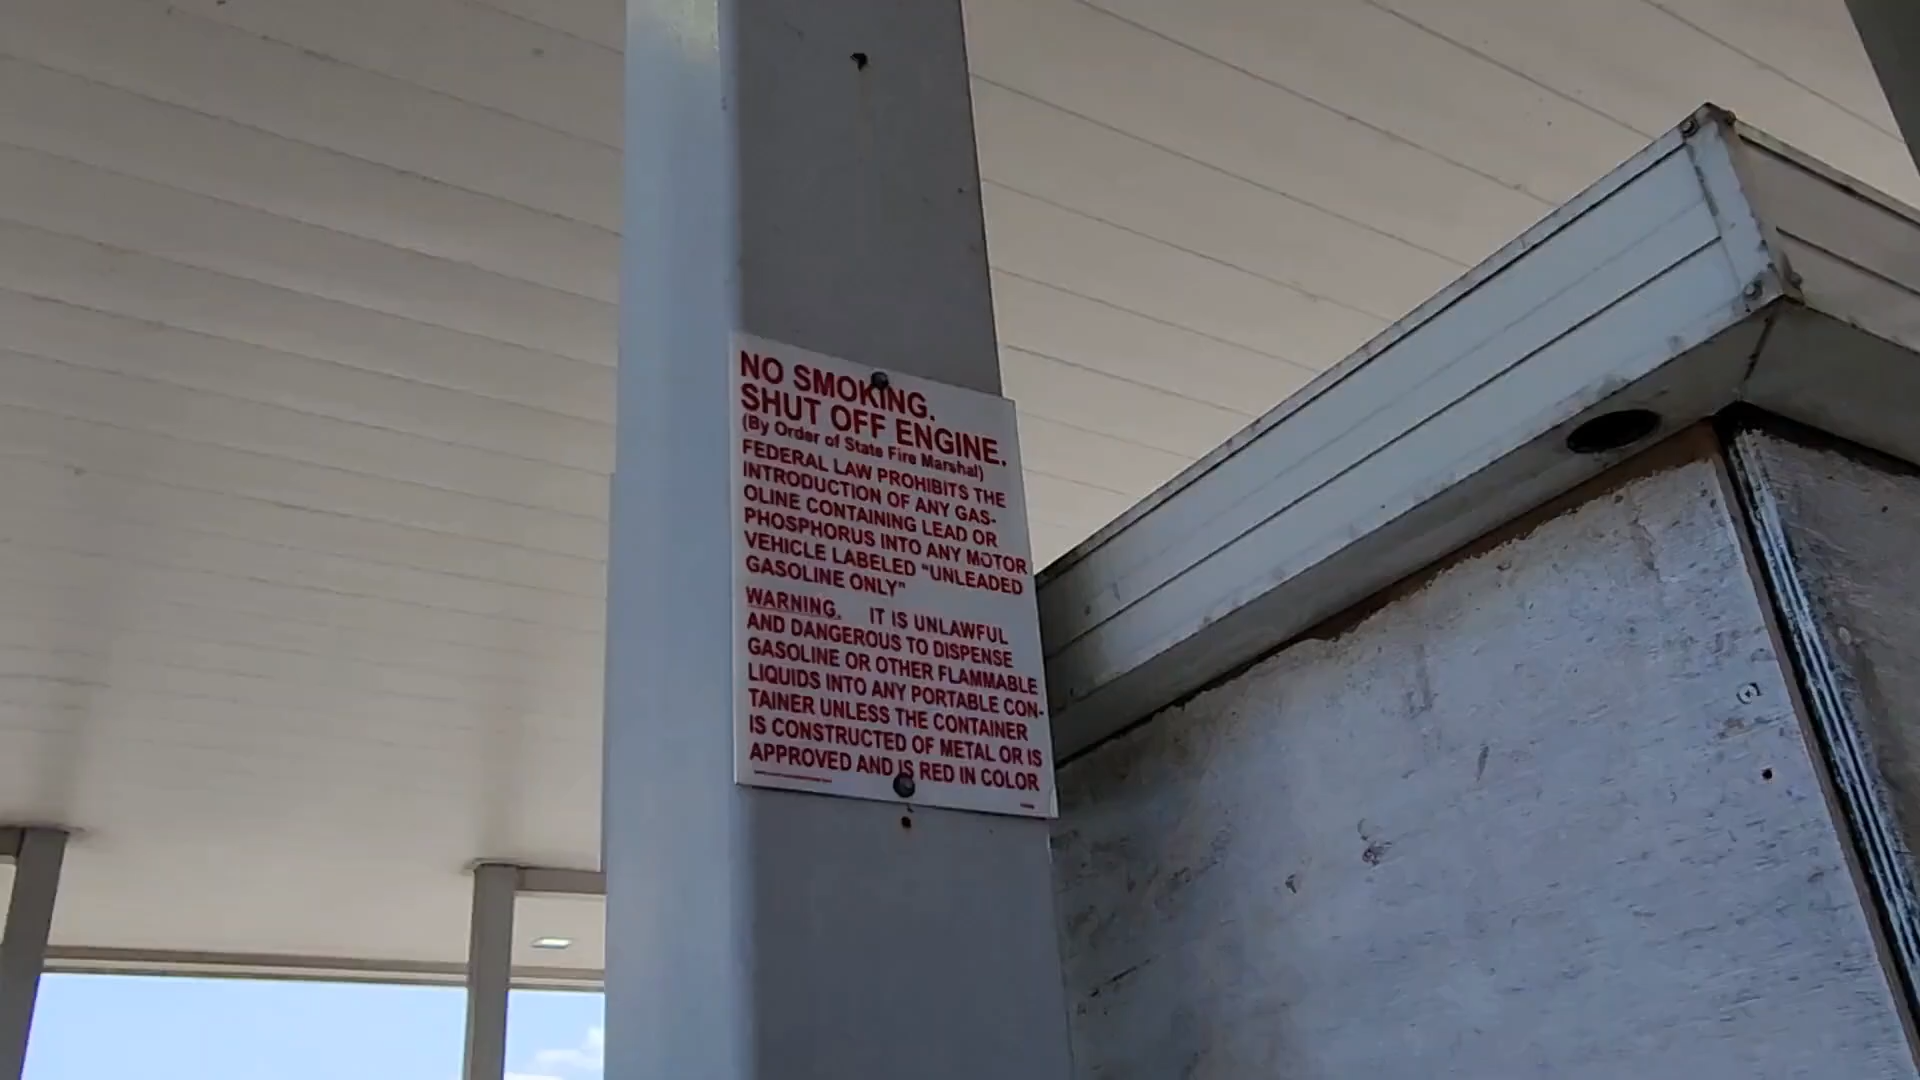 NO SMOKING.
SHUT OFF ENGINE.
(By Order of State Fire Marshal)
FEDERAL LAW PROHIBITS THE
INTRODUCTION OF ANY GAS-
OLINE CONTAINING LEAD OR
PHOSPHORUS INTO ANY MOTOR
VEHICLE LABELED "UNLEADED
GASOLINE ONLY"
WARNING. IT IS UNLAWFUL
AND DANGEROUS TO DISPENSE
GASOLINE OR OTHER FLAMMABLE
LIQUIDS INTO ANY PORTABLE CON-
TAINER UNLESS THE CONTAINER
IS CONSTRUCTED OF METAL OR IS
APPROVED AND IS RED IN COLOR